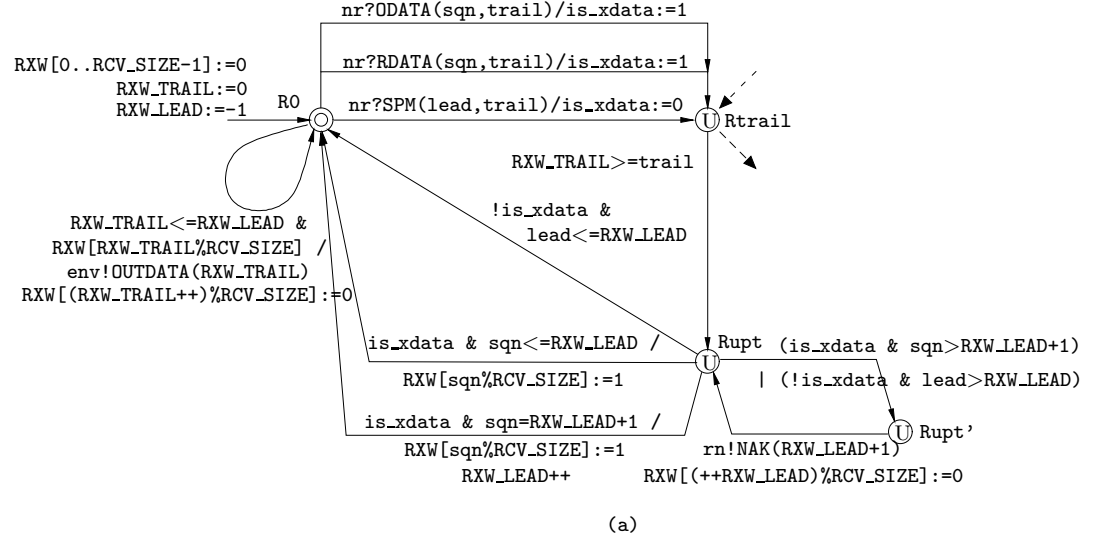 nr?ODATA(sqn,trail)/is_xdata:=1
RXW[0..RCV_SIZE-1]:=0
RXW_TRAIL:=0
RXW_LEAD:=-1
R0
nr?RDATA(sqn,trail)/is_xdata:=1
nr?SPM(lead,trail)/is_xdata:=0
U Rtrail
RXW_TRAIL>=trail
!is_xdata &
lead<=RXW_LEAD
RXW_TRAIL<=RXW_LEAD &
RXW[RXW_TRAIL%RCV_SIZE] /
env!OUTDATA(RXW_TRAIL)
RXW[(RXW_TRAIL++)%RCV_SIZE]:=0
is_xdata & sqn<=RXW_LEAD /
RXW[sqn%RCV_SIZE]:=1
U Rupt
(is_xdata & sqn>RXW_LEAD+1)
| (!is_xdata & lead>RXW_LEAD)
is_xdata & sqn=RXW_LEAD+1 /
RXW[sqn%RCV_SIZE]:=1
RXW_LEAD++
U Rupt'
rn!NAK(RXW_LEAD+1)
RXW[(++RXW_LEAD)%RCV_SIZE]:=0
(a)